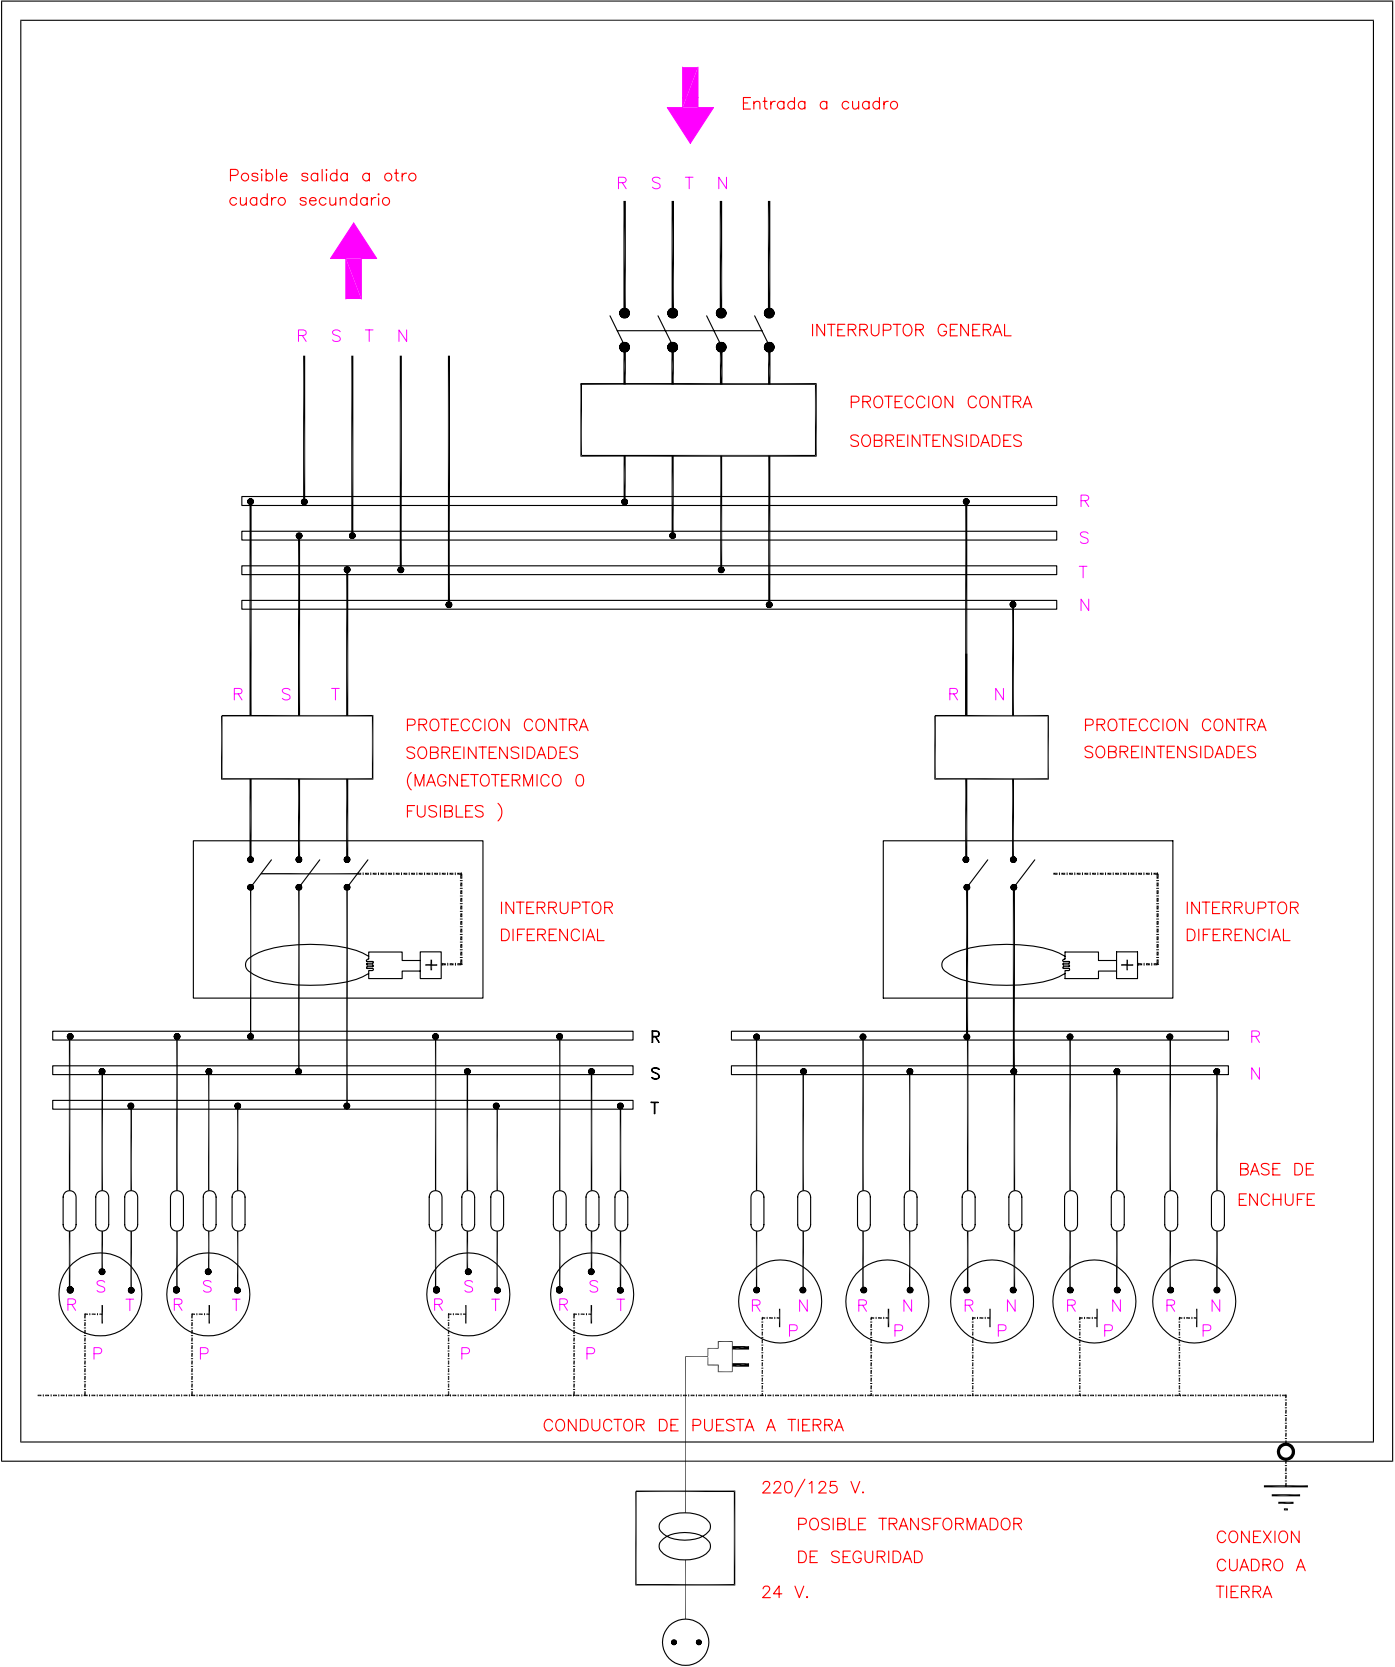 Entrada a cuadro
Posible salida a otro
cuadro secundario
R S T N
R S T N
INTERRUPTOR GENERAL
PROTECCION CONTRA
SOBREINTENSIDADES
R
S
T
N
R S T
R N
PROTECCION CONTRA
SOBREINTENSIDADES
(MAGNETOTERMICO O
FUSIBLES )
PROTECCION CONTRA
SOBREINTENSIDADES
INTERRUPTOR
DIFERENCIAL
INTERRUPTOR
DIFERENCIAL
R
S
T
R
N
BASE DE
ENCHUFE
R S T
R S T
R S T
R S T
R N
R N
R N
R N
R N
P
P
P
P
P
P
P
P
P
CONDUCTOR DE PUESTA A TIERRA
220/125 V.
POSIBLE TRANSFORMADOR
DE SEGURIDAD
24 V.
CONEXION
CUADRO A
TIERRA